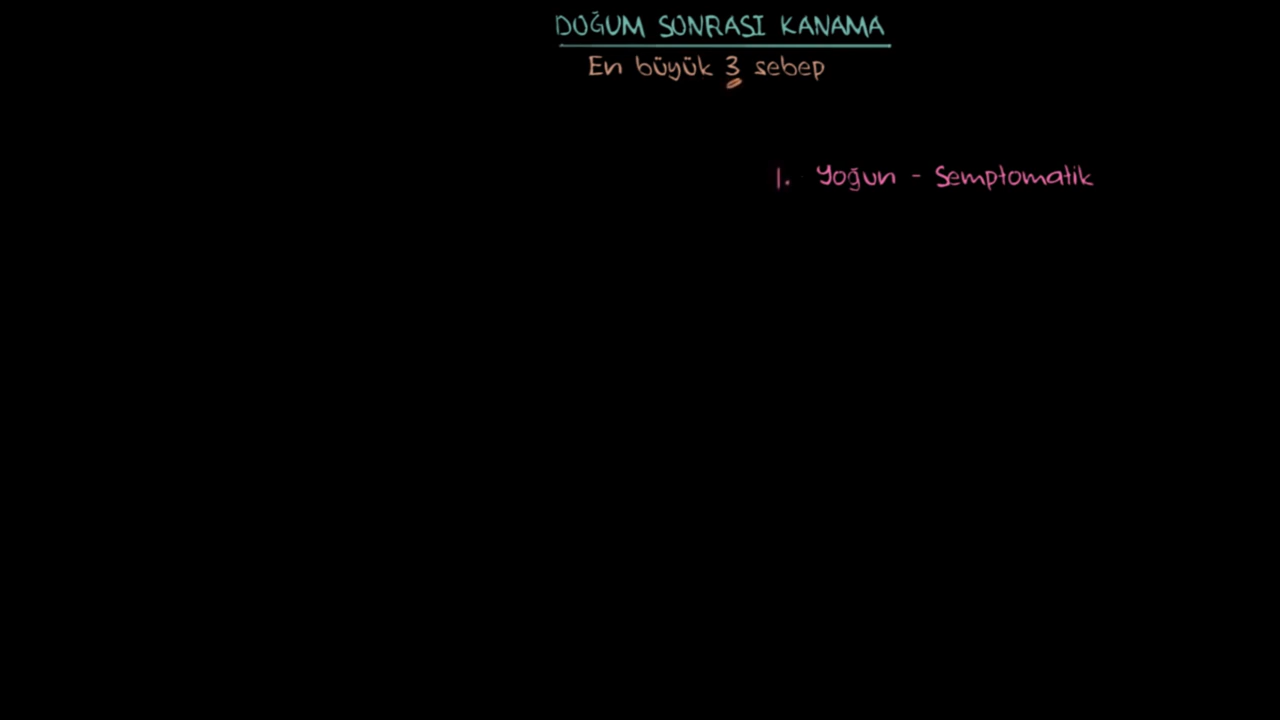 DOĞUM SONRASI KANAMA
En büyük 3 sebep
1. Yoğun - Semptomatik